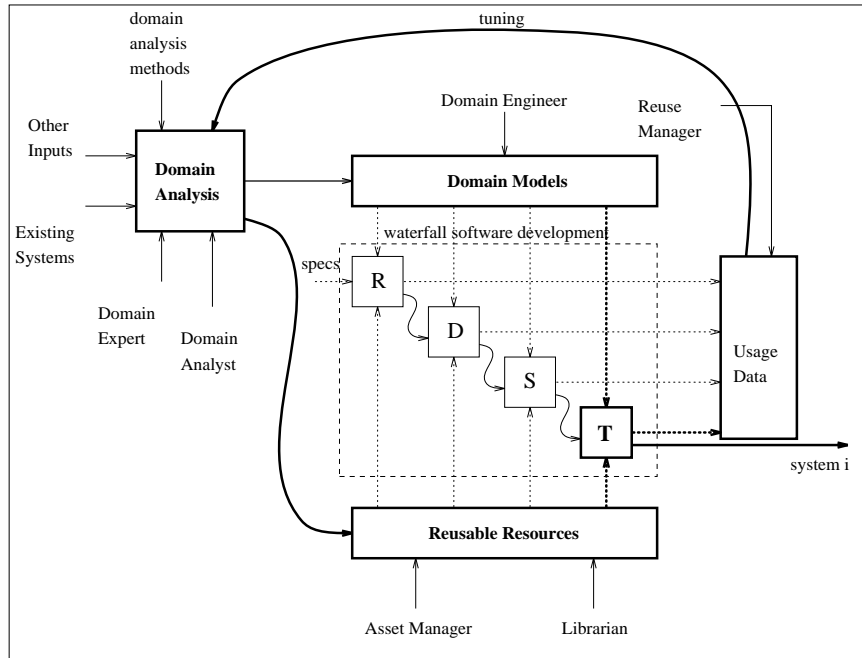 domain
analysis
methods
tuning
Domain Engineer
Reuse
Manager
Other
Inputs
Domain
Analysis
Domain Models
Existing
Systems
waterfall software development
specs
R
Domain
Expert
Domain
Analyst
D
S
Usage
Data
T
system i
Reusable Resources
Asset Manager
Librarian